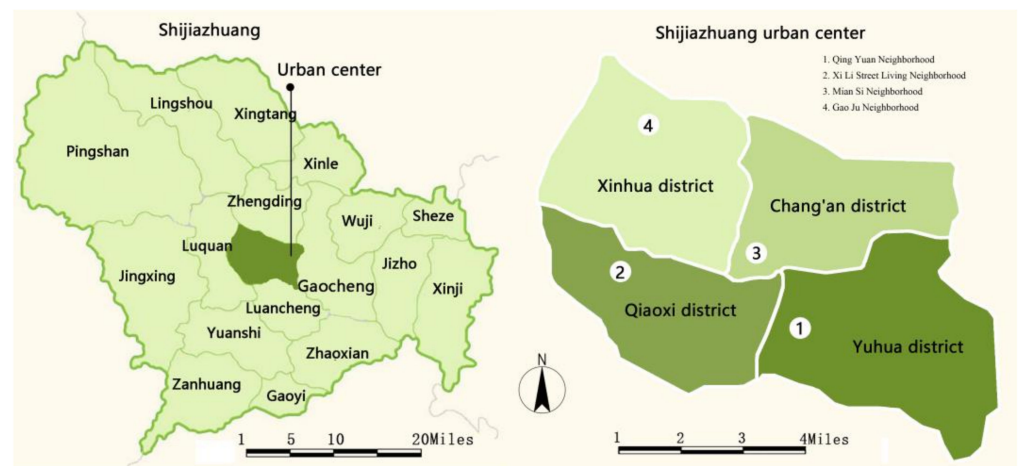 Shijiazhuang
Urban center
Lingshou
Xingtang
Pingshan
Xinle
Zhengding
Wuji
Sheze
Luquan
Jingxing
Jizho
Gaocheng
Xinji
Luancheng
Yuanshi
Zhaoxian
Zanhuang
Gaoyi
1 5 10 20Miles
Shijiazhuang urban center
1. Qing Yuan Neighborhood
2. Xi Li Street Living Neighborhood
3. Mian Si Neighborhood
4. Gao Ju Neighborhood
4
Xinhua district
Chang'an district
3
2
Qiaoxi district
1
Yuhua district
N
1 2 3 4Miles